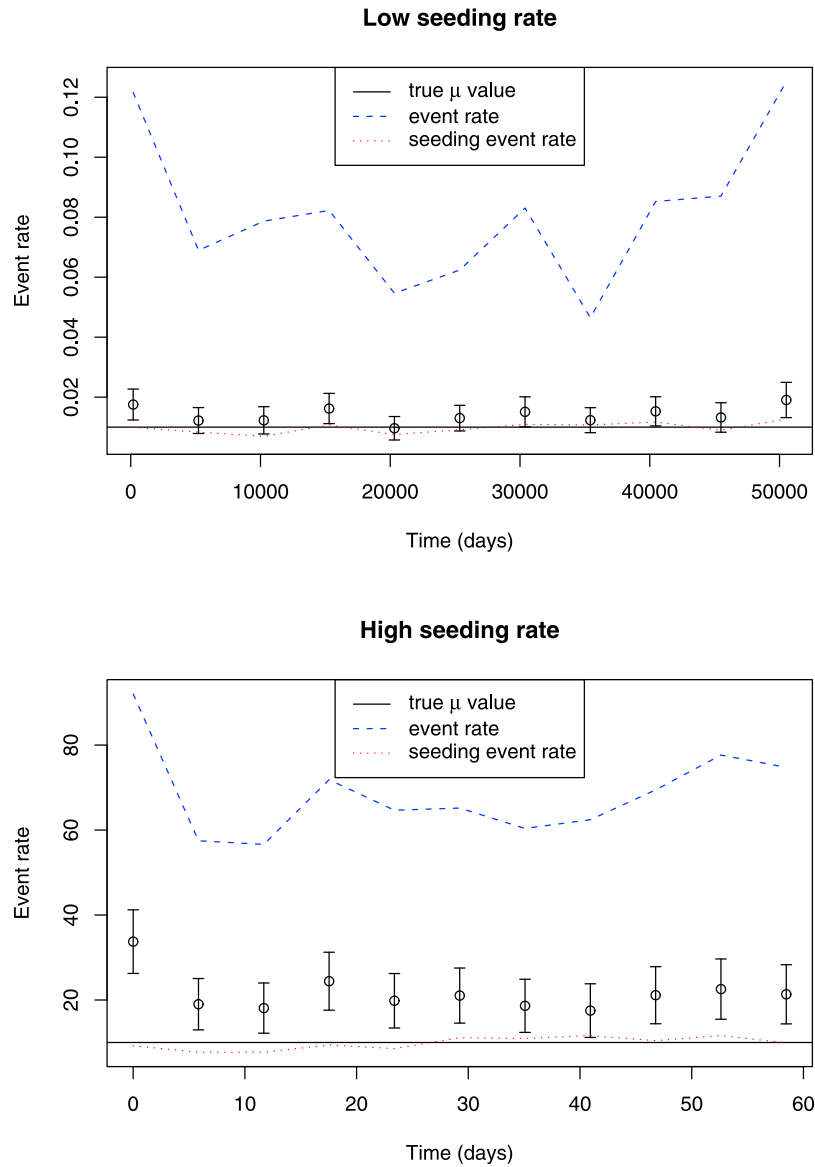 Low seeding rate
true μ value
event rate
seeding event rate
Event rate
0.12
0.10
0.08
0.06
0.04
0.02
0 10000 20000 30000 40000 50000
Time (days)
High seeding rate
true μ value
event rate
seeding event rate
Event rate
80
60
40
20
0 10 20 30 40 50 60
Time (days)